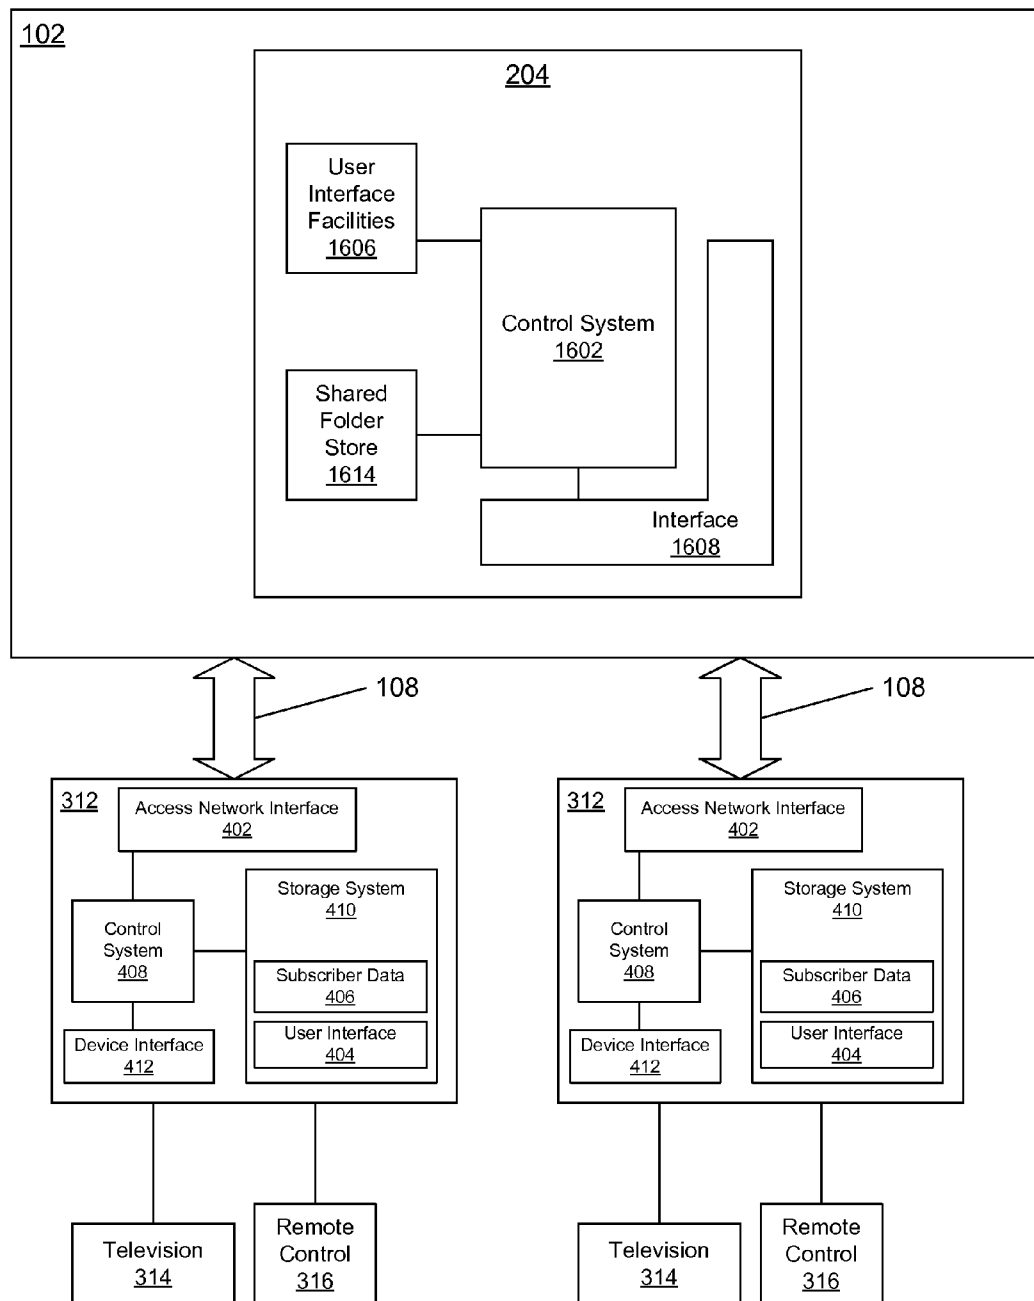 102
204
User
Interface
Facilities
1606
Control System
1602
Shared
Folder
Store
1614
Interface
1608
108
108
312
Access Network Interface
402
Storage System
410
Control
System
408
Subscriber Data
406
User Interface
404
Device Interface
412
312
Access Network Interface
402
Storage System
410
Control
System
408
Subscriber Data
406
User Interface
404
Device Interface
412
Television
314
Remote
Control
316
Television
314
Remote
Control
316